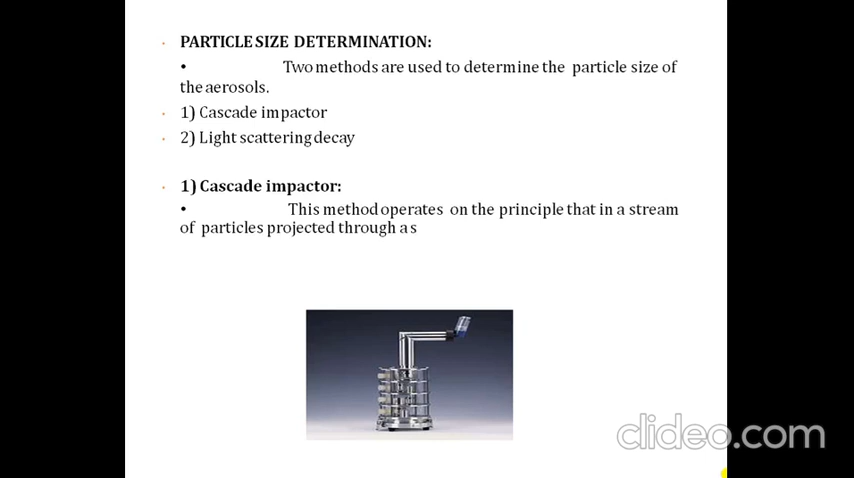 PARTICLE SIZE DETERMINATION:
• Two methods are used to determine the particle size of
the aerosols.
1) Cascade impactor
2) Light scattering decay
1) Cascade impactor:
• This method operates on the principle that in a stream
of particles projected through a s
clideo.com